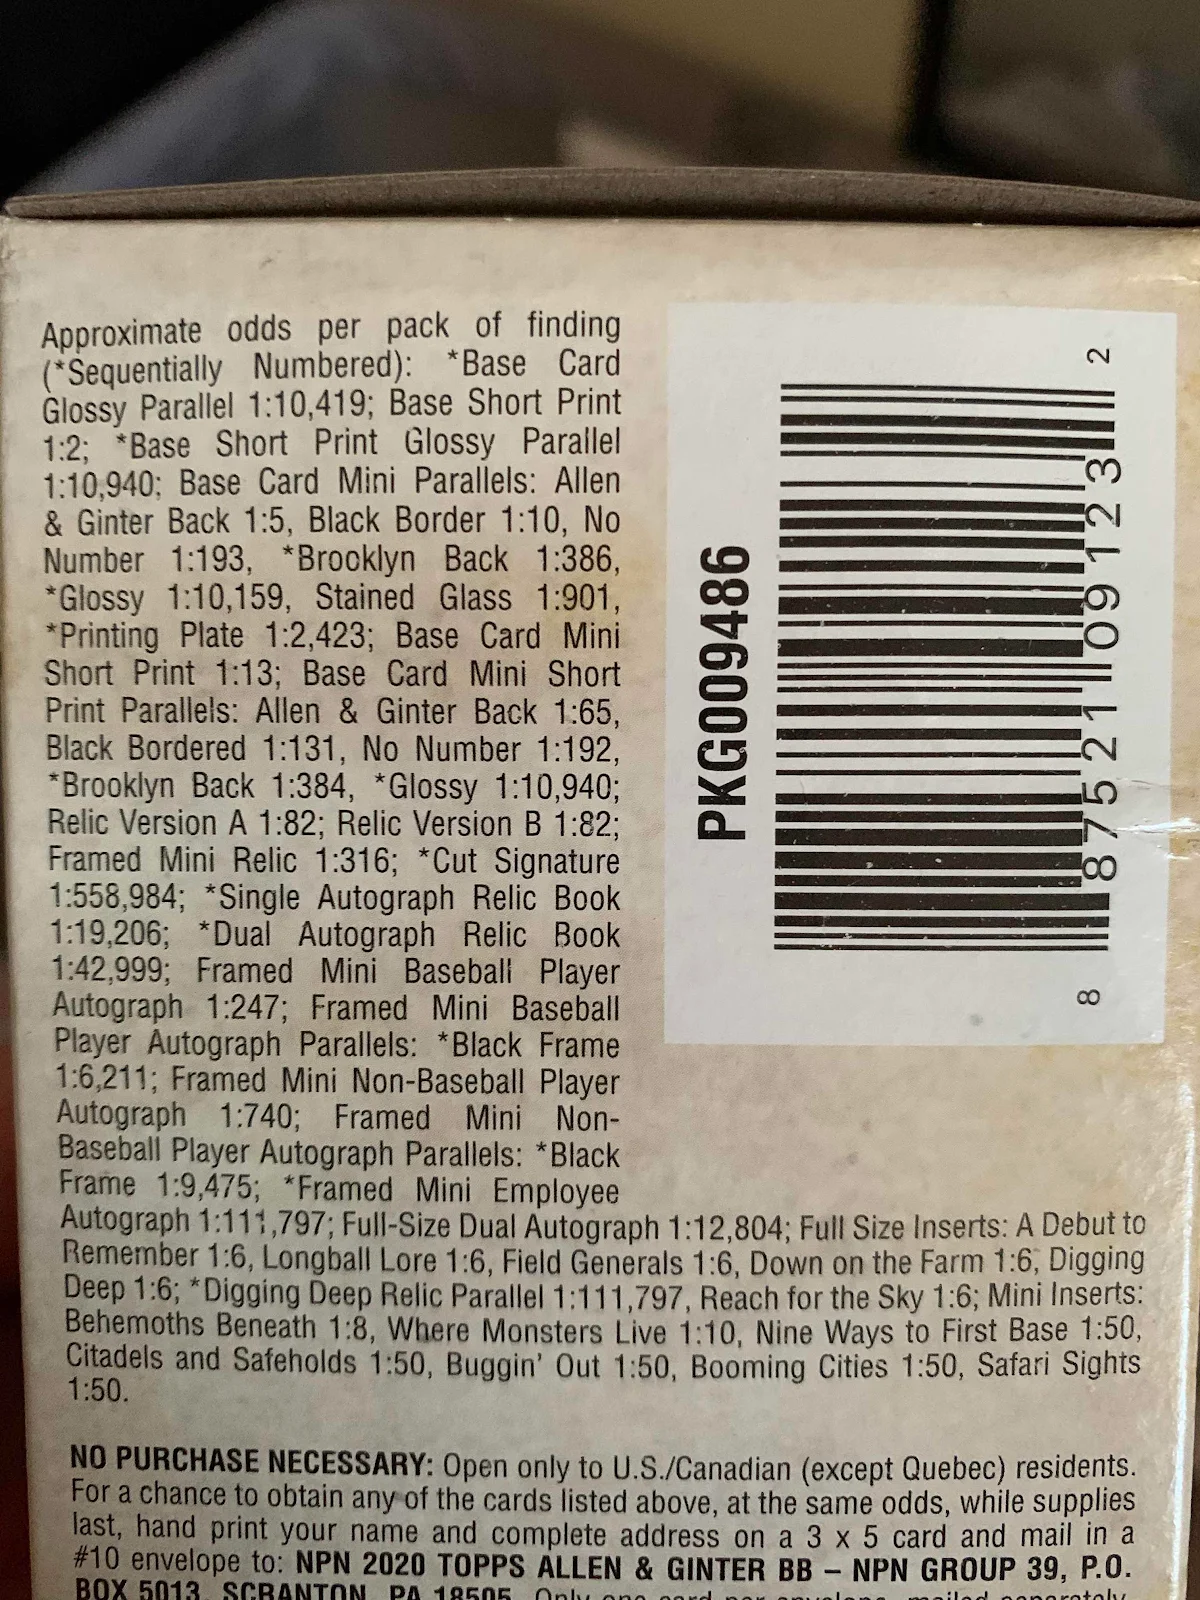 Approximate odds per pack of finding
(*Sequentially Numbered): *Base Card
Glossy Parallel 1:10,419; Base Short Print
1:2; *Base Short Print Glossy Parallel
1:10,940; Base Card Mini Parallels: Allen
& Ginter Back 1:5, Black Border 1:10, No
Number 1:193, *Brooklyn Back 1:386,
*Glossy 1:10,159, Stained Glass 1:901,
*Printing Plate 1:2,423; Base Card Mini
Short Print 1:13; Base Card Mini Short
Print Parallels: Allen & Ginter Back 1:65,
Black Bordered 1:131, No Number 1:192,
*Brooklyn Back 1:384, *Glossy 1:10,940;
Relic Version A 1:82; Relic Version B 1:82;
Framed Mini Relic 1:316; *Cut Signature
1:558,984; *Single Autograph Relic Book
1:19,206; *Dual Autograph Relic Book
1:42,999; Framed Mini Baseball Player
Autograph 1:247; Framed Mini Baseball
Player Autograph Parallels: *Black Frame
1:6,211; Framed Mini Non-Baseball Player
Autograph 1:740; Framed Mini Non-
Baseball Player Autograph Parallels: *Black
Frame 1:9,475; *Framed Mini Employee
Autograph 1:111,797; Full-Size Dual Autograph 1:12,804; Full Size Inserts: A Debut to
Remember 1:6, Longball Lore 1:6, Field Generals 1:6, Down on the Farm 1:6, Digging
Deep 1:6; *Digging Deep Relic Parallel 1:111,797, Reach for the Sky 1:6; Mini Inserts:
Behemoths Beneath 1:8, Where Monsters Live 1:10, Nine Ways to First Base 1:50,
Citadels and Safeholds 1:50, Buggin' Out 1:50, Booming Cities 1:50, Safari Sights
1:50.
PKG009486
8 87521 09123 2
NO PURCHASE NECESSARY: Open only to U.S./Canadian (except Quebec) residents.
For a chance to obtain any of the cards listed above, at the same odds, while supplies
last, hand print your name and complete address on a 3 x 5 card and mail in a
#10 envelope to: NPN 2020 TOPPS ALLEN & GINTER BB – NPN GROUP 39, P.O.
BOX 5013, SCRANTON, PA 18505. Only one card per envelope, mailed separately,